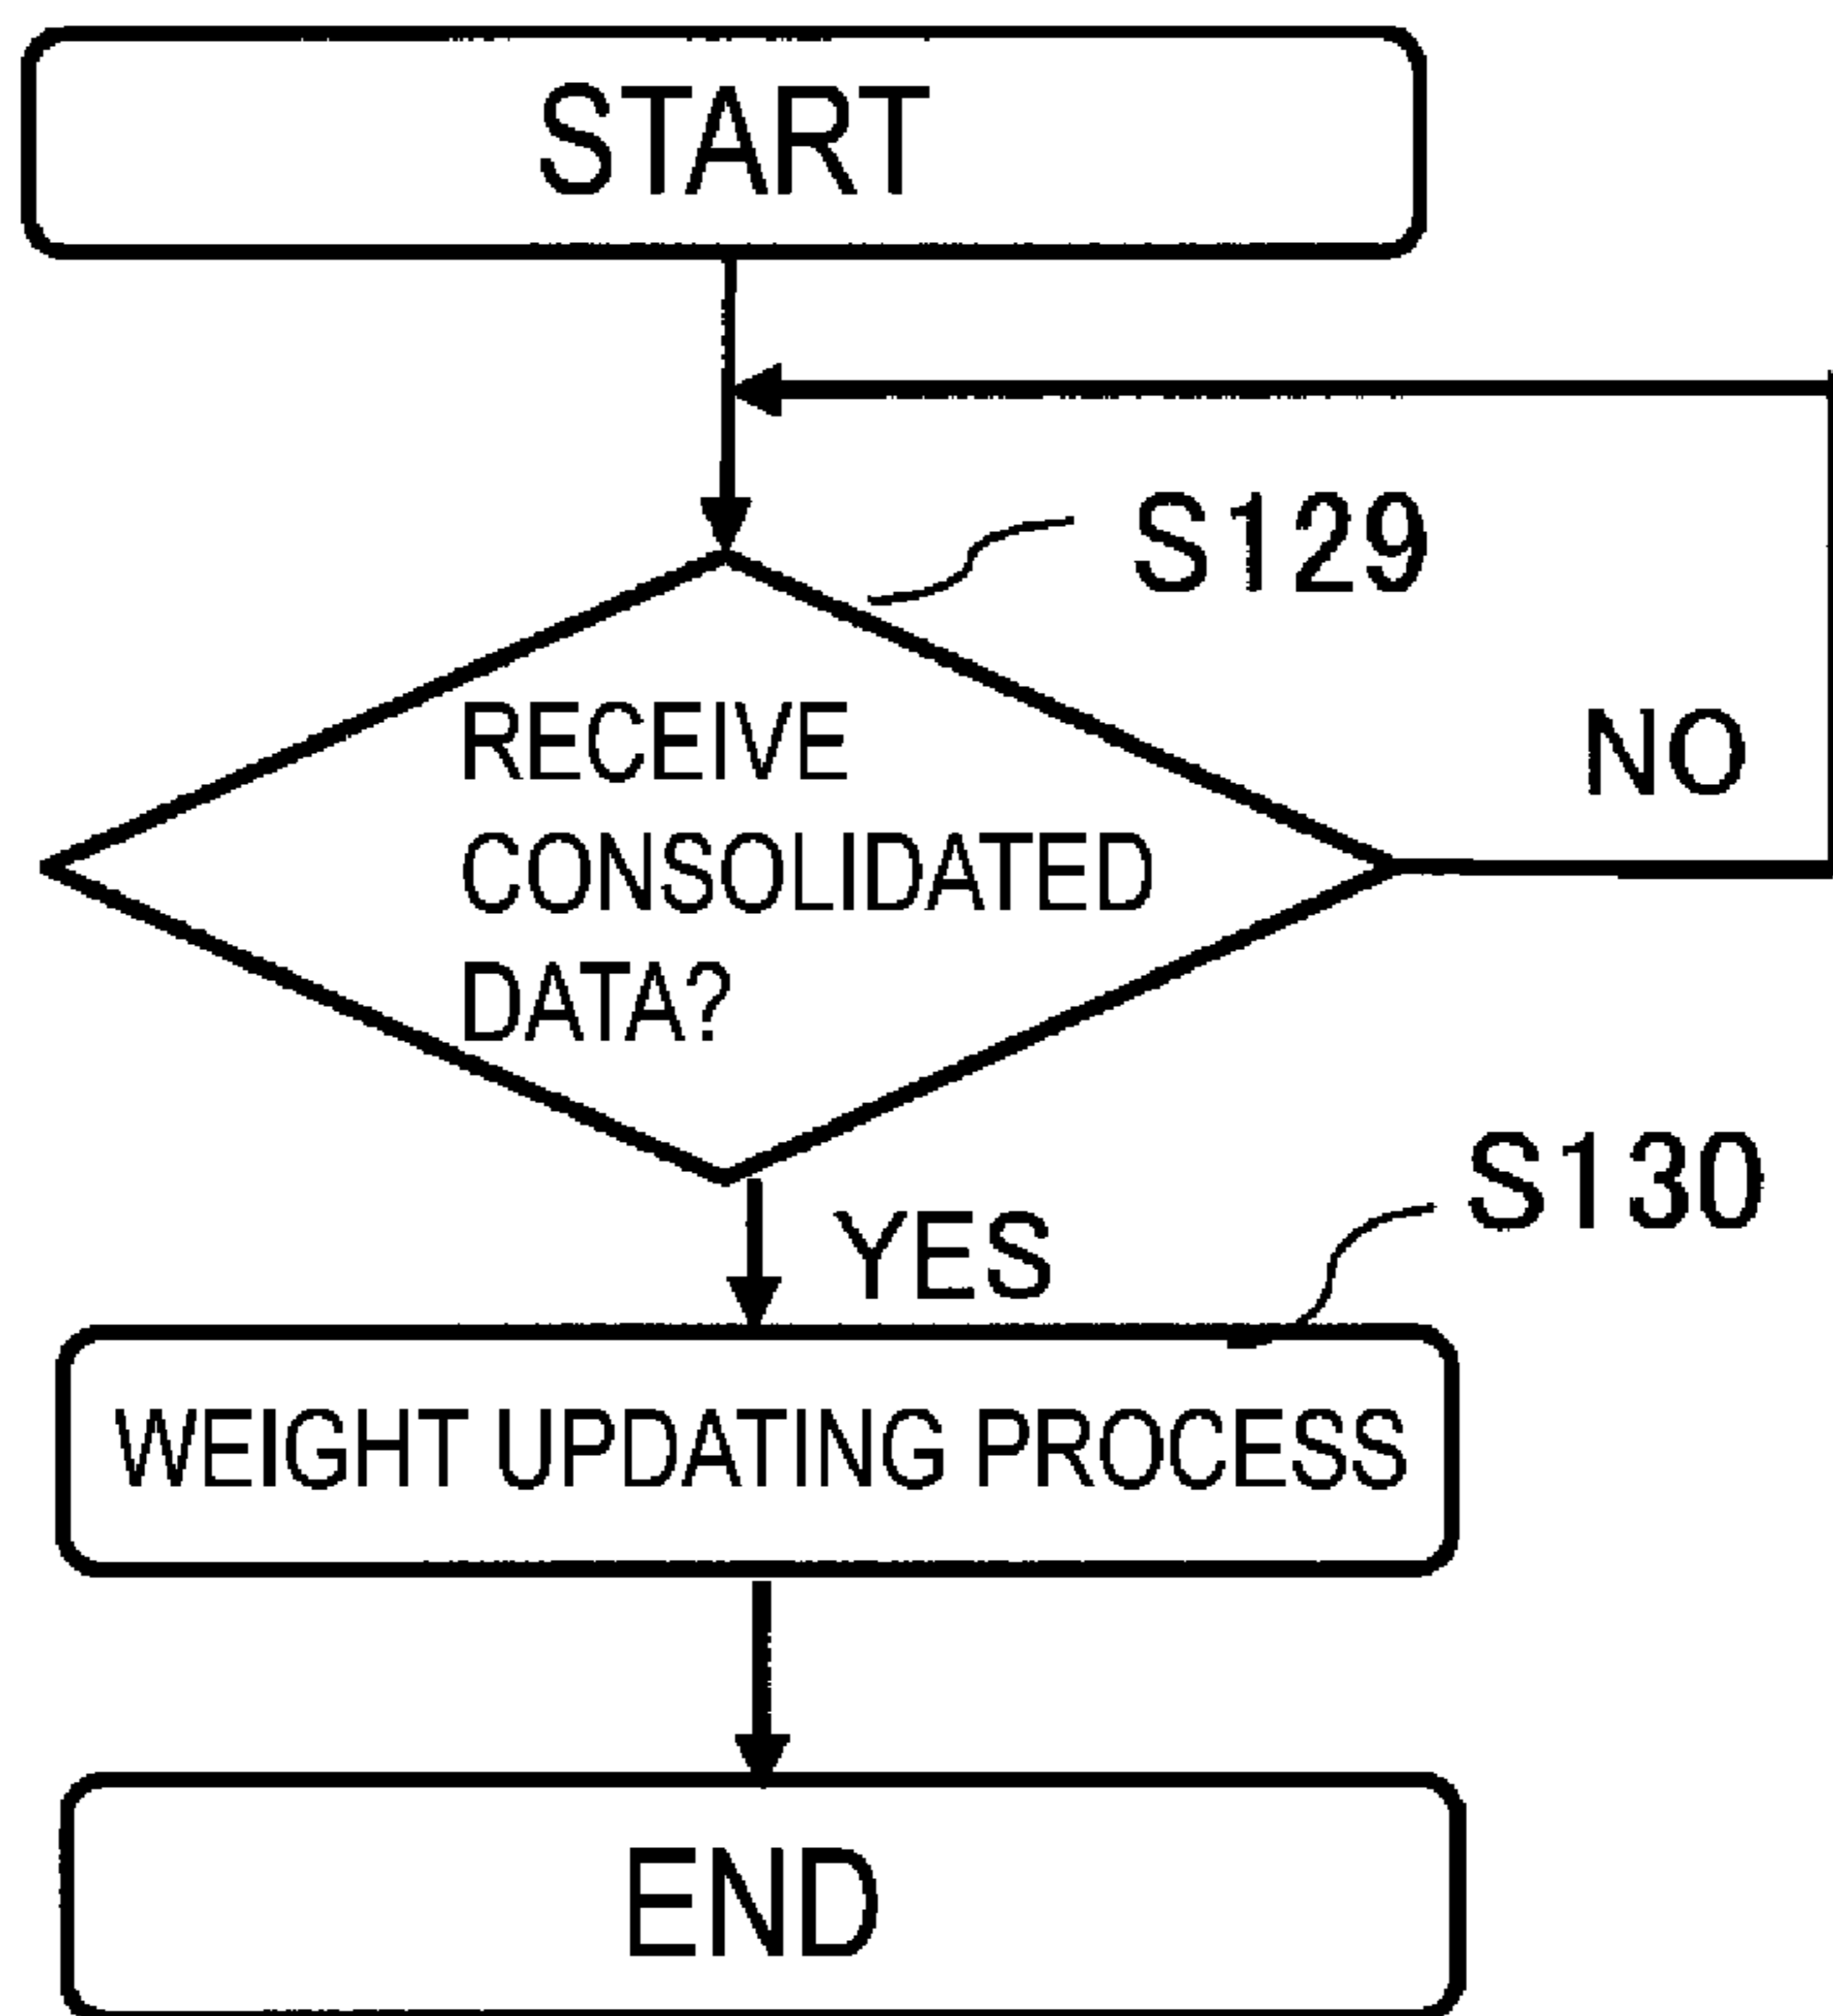 START
S129
RECEIVE
CONSOLIDATED
DATA?
NO
YES
S130
WEIGHT UPDATING PROCESS
END